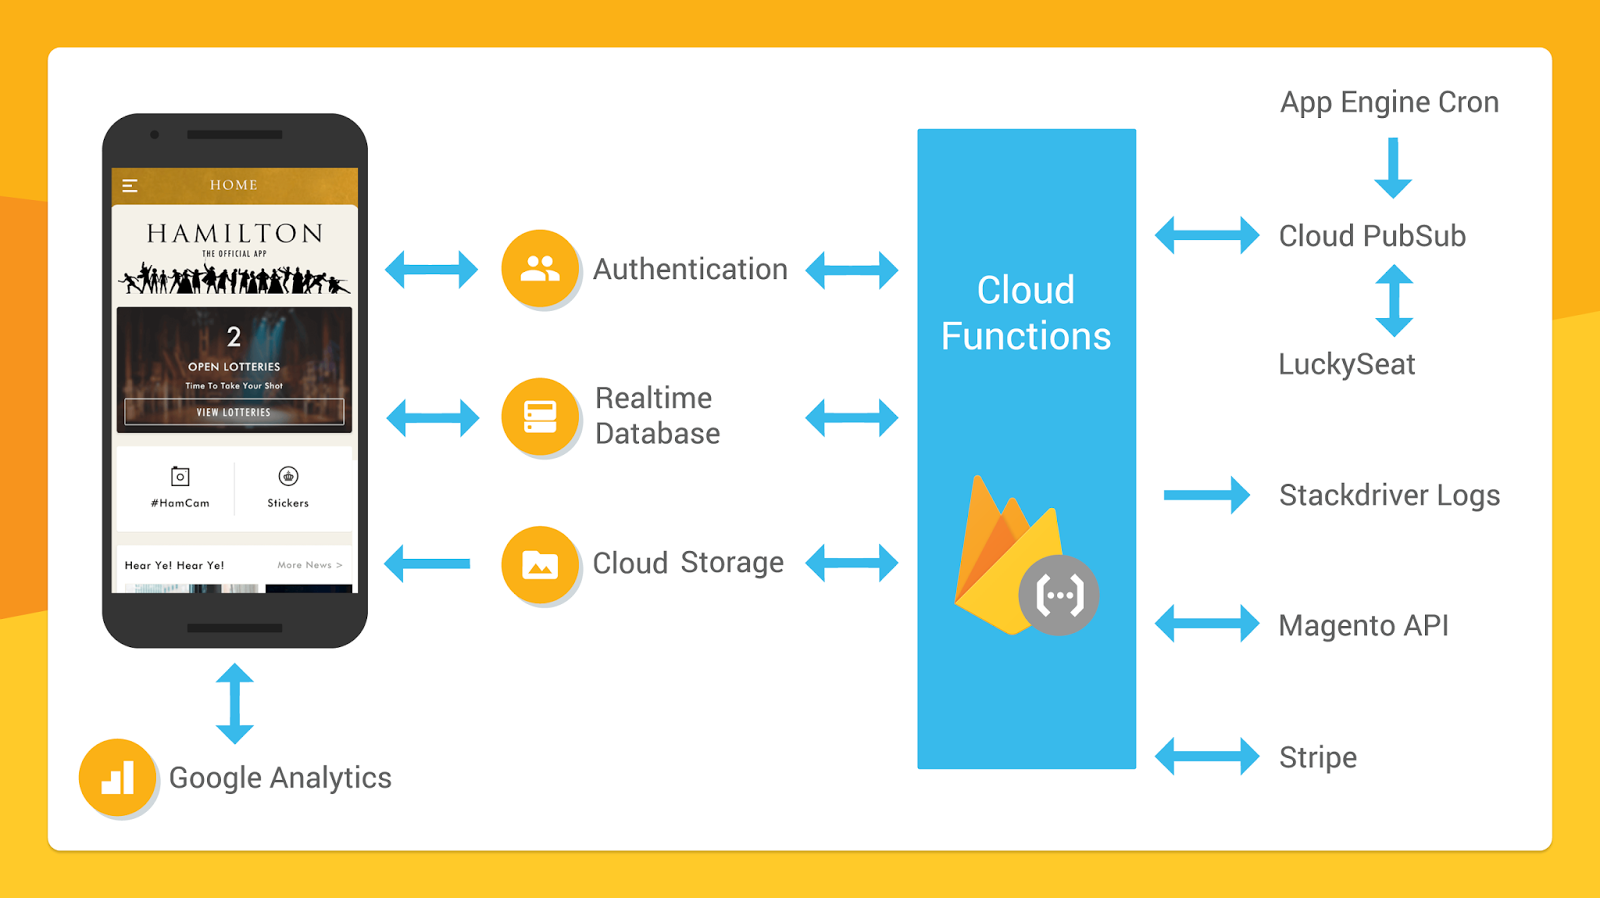 HOME
HAMILTON
THE OFFICIAL APP
2
OPEN LOTTERIES
Time To Take Your Shot
VIEW LOTTERIES
#HamCam
Stickers
Hear Ye! Hear Ye!
More News >
Google Analytics
Authentication
Realtime
Database
Cloud Storage
Cloud
Functions
App Engine Cron
Cloud PubSub
LuckySeat
Stackdriver Logs
Magento API
Stripe